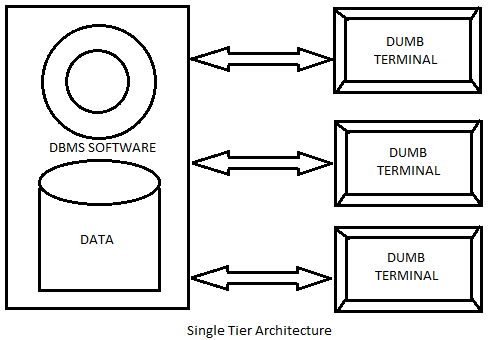 DBMS SOFTWARE
DATA
DUMB
TERMINAL
DUMB
TERMINAL
DUMB
TERMINAL
Single Tier Architecture